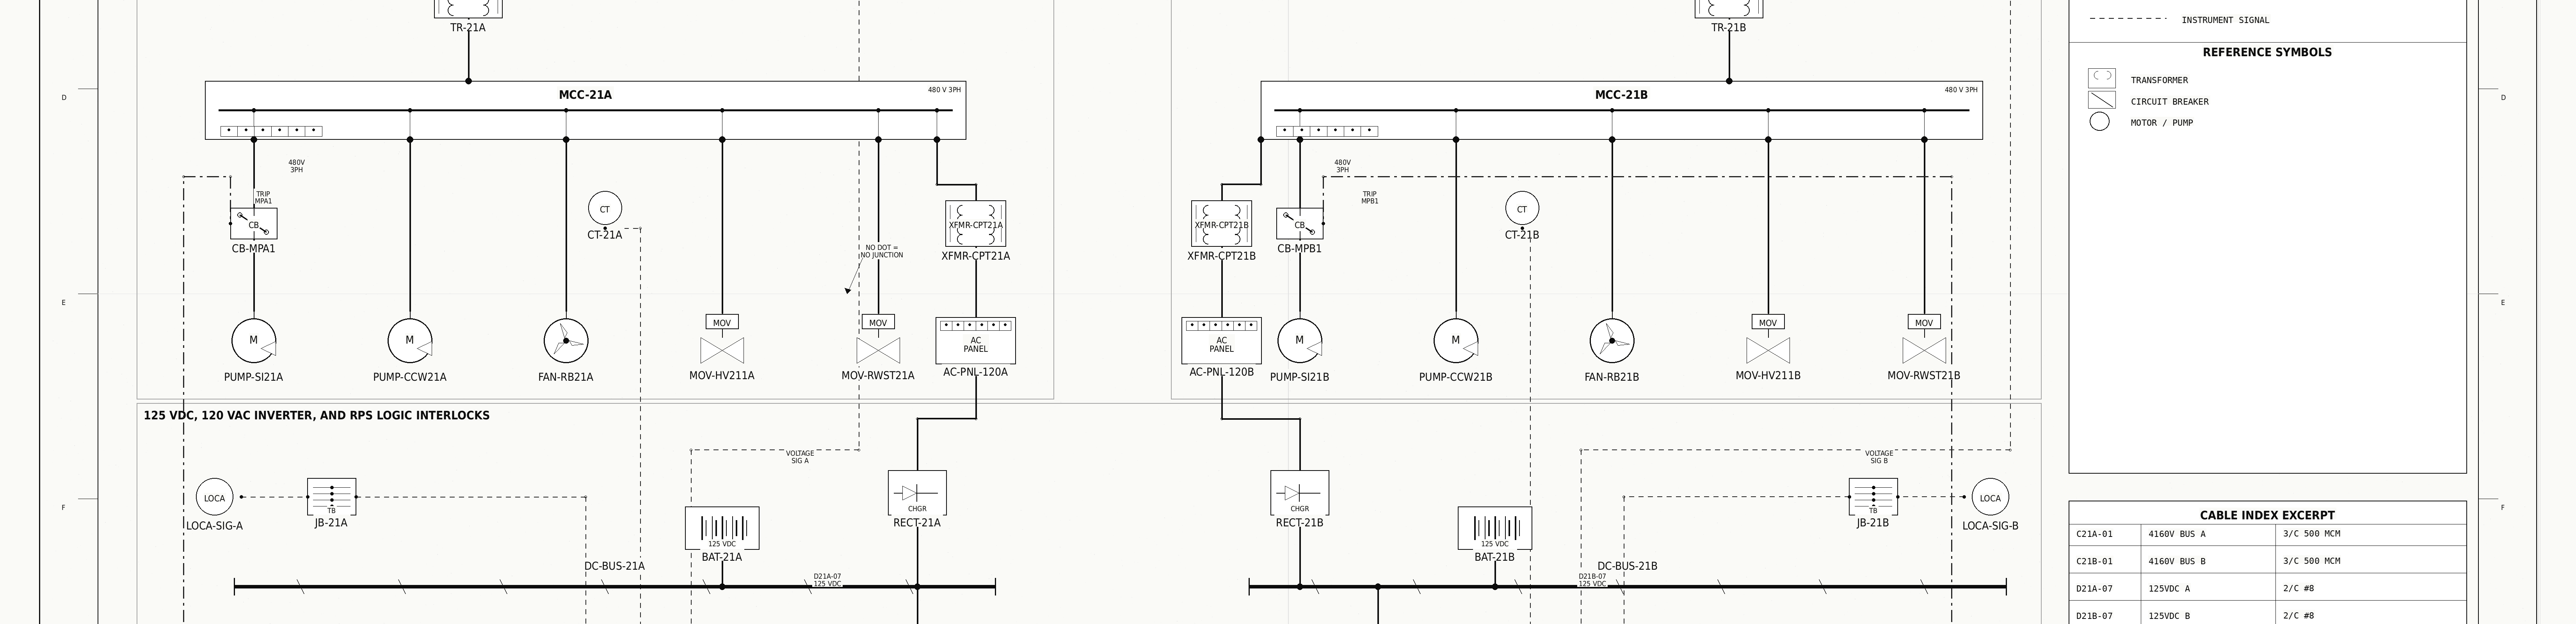 TR-21A
TR-21B
INSTRUMENT SIGNAL
REFERENCE SYMBOLS
TRANSFORMER
CIRCUIT BREAKER
MOTOR / PUMP
D
D
MCC-21A
480 V 3PH
MCC-21B
480 V 3PH
480V
3PH
TRIP
MPA1
CB
CB-MPA1
CT
CT-21A
NO DOT =
NO JUNCTION
XFMR-CPT21A
XFMR-CPT21A
XFMR-CPT21B
XFMR-CPT21B
480V
3PH
TRIP
MPB1
CB
CB-MPB1
CT
CT-21B
E
E
M
PUMP-SI21A
M
PUMP-CCW21A
FAN-RB21A
MOV
MOV-HV211A
MOV
MOV-RWST21A
AC
PANEL
AC-PNL-120A
AC
PANEL
AC-PNL-120B
M
PUMP-SI21B
M
PUMP-CCW21B
FAN-RB21B
MOV
MOV-HV211B
MOV
MOV-RWST21B
125 VDC, 120 VAC INVERTER, AND RPS LOGIC INTERLOCKS
VOLTAGE
SIG A
VOLTAGE
SIG B
F
F
LOCA
LOCA-SIG-A
TB
JB-21A
125 VDC
BAT-21A
CHGR
RECT-21A
CHGR
RECT-21B
125 VDC
BAT-21B
TB
JB-21B
LOCA
LOCA-SIG-B
DC-BUS-21A
D21A-07
125 VDC
DC-BUS-21B
D21B-07
125 VDC
CABLE INDEX EXCERPT
C21A-01 4160V BUS A 3/C 500 MCM
C21B-01 4160V BUS B 3/C 500 MCM
D21A-07 125VDC A 2/C #8
D21B-07 125VDC B 2/C #8